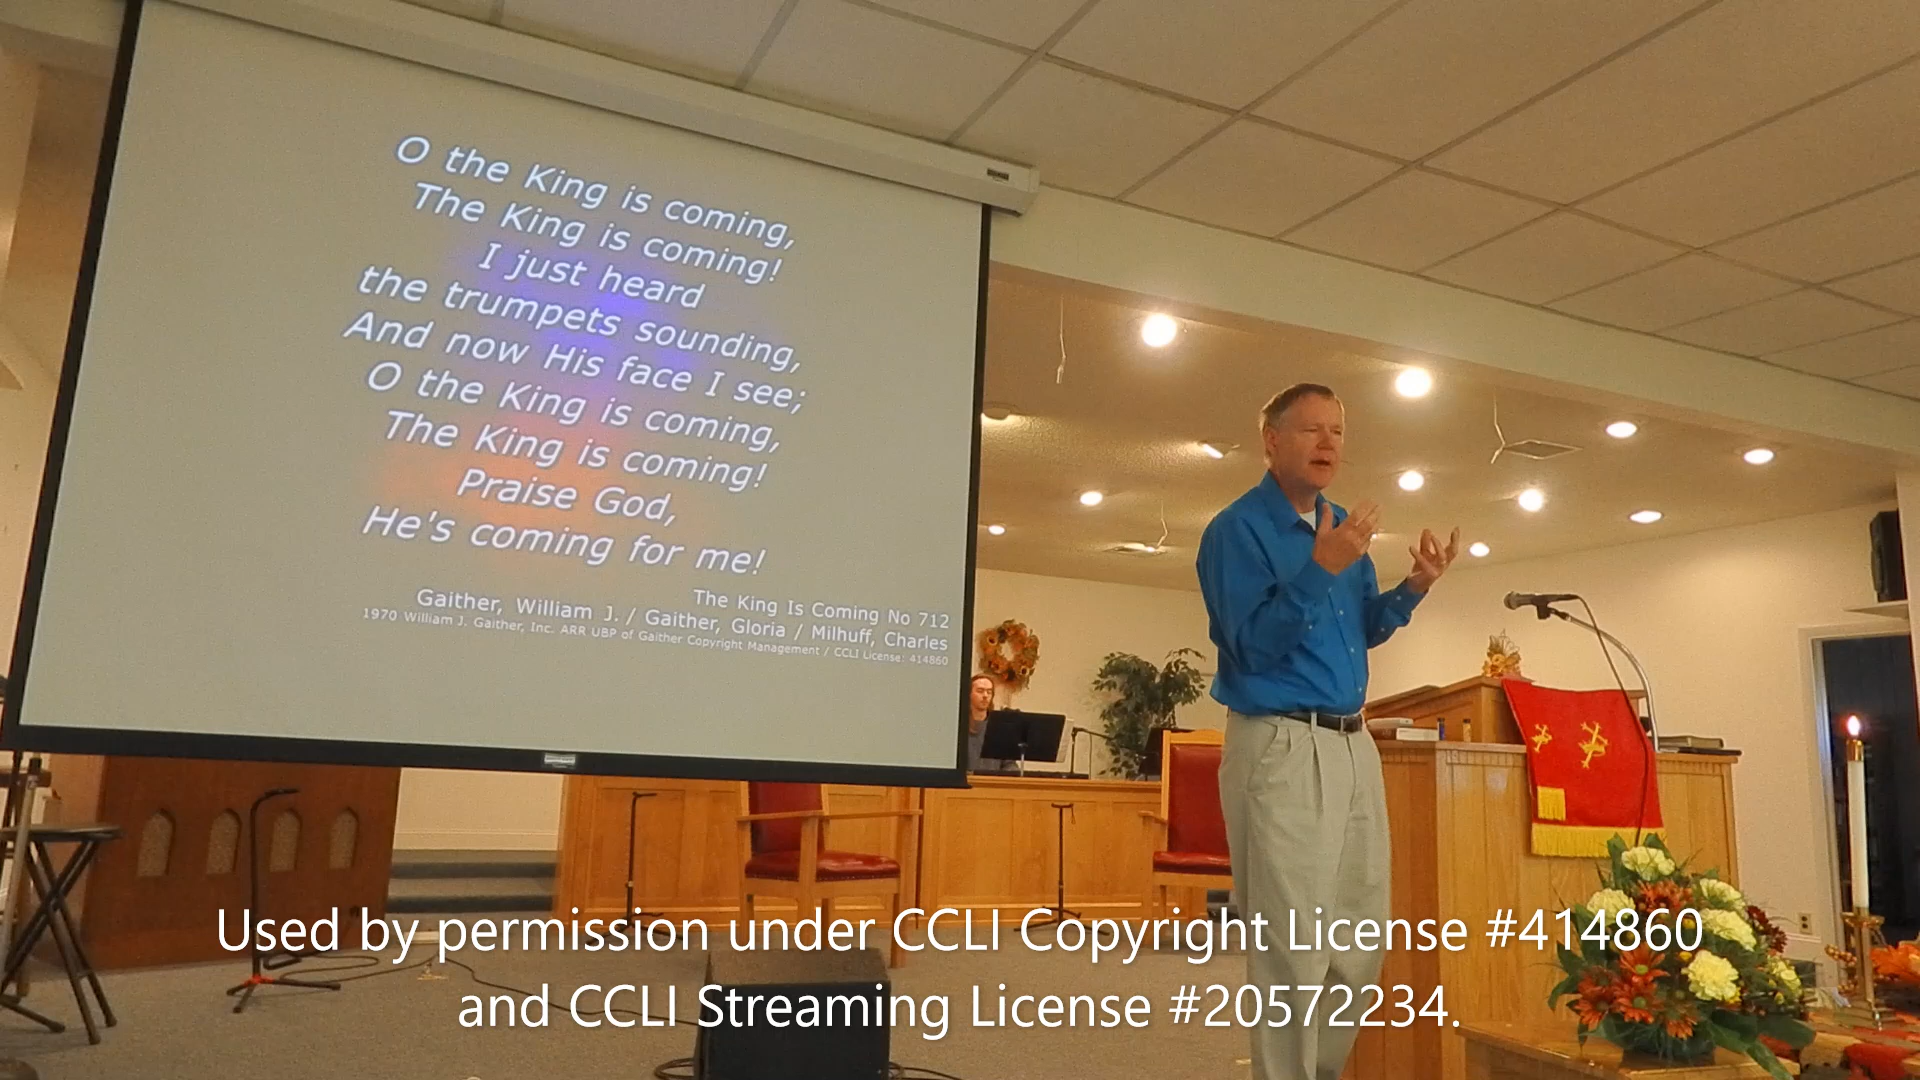 O the King is coming,
The King is coming!
I just heard
the trumpets sounding,
And now His face I see;
O the King is coming,
The King is coming!
Praise God,
He's coming for me!
The King Is Coming No 712
Gaither, William J. / Gaither, Gloria / Milhuff, Charles
1970 William J. Gaither, Inc. ARR UBP of Gaither Copyright Management / CCLI License: 414860
Used by permission under CCLI Copyright License #414860
and CCLI Streaming License #20572234.